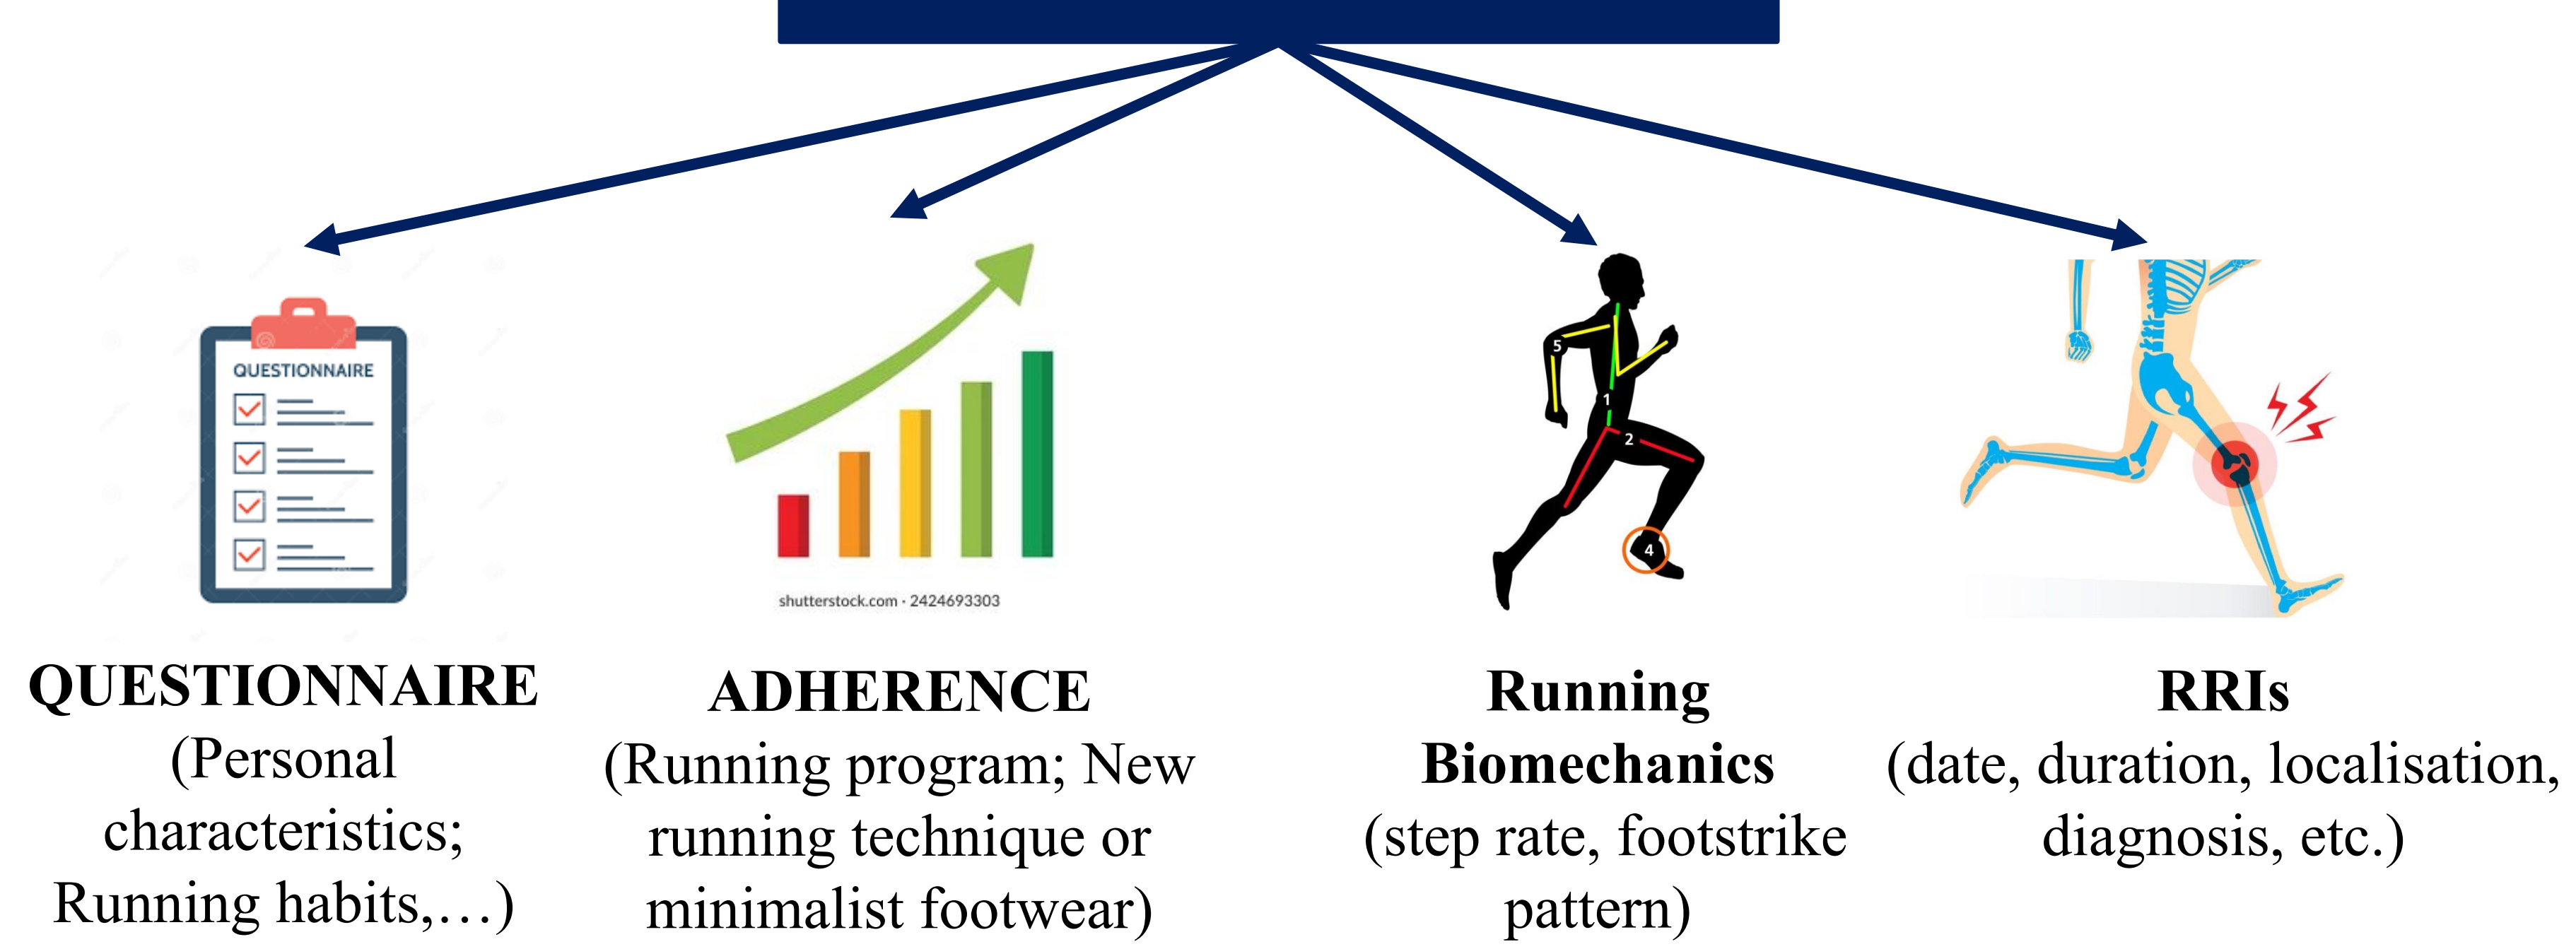 QUESTIONNAIRE
shutterstock.com · 2424693303
5
1
2
4
QUESTIONNAIRE
(Personal
characteristics;
Running habits,…)
ADHERENCE
(Running program; New
running technique or
minimalist footwear)
Running
Biomechanics
(step rate, footstrike
pattern)
RRIs
(date, duration, localisation,
diagnosis, etc.)